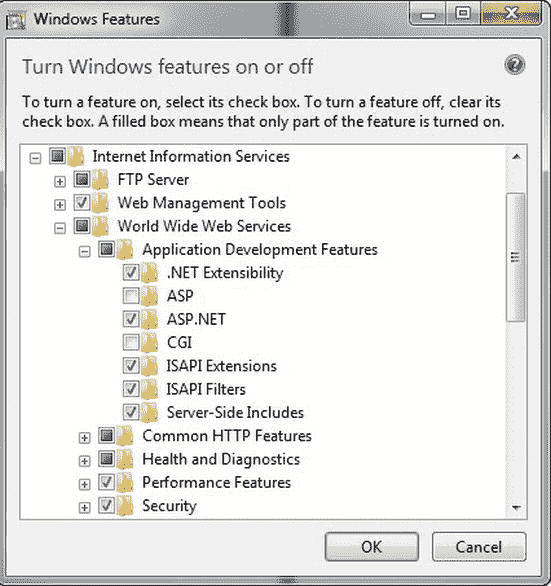 Windows Features
Turn Windows features on or off
To turn a feature on, select its check box. To turn a feature off, clear its
check box. A filled box means that only part of the feature is turned on.
Internet Information Services
FTP Server
Web Management Tools
World Wide Web Services
Application Development Features
.NET Extensibility
ASP
ASP.NET
CGI
ISAPI Extensions
ISAPI Filters
Server-Side Includes
Common HTTP Features
Health and Diagnostics
Performance Features
Security
OK Cancel